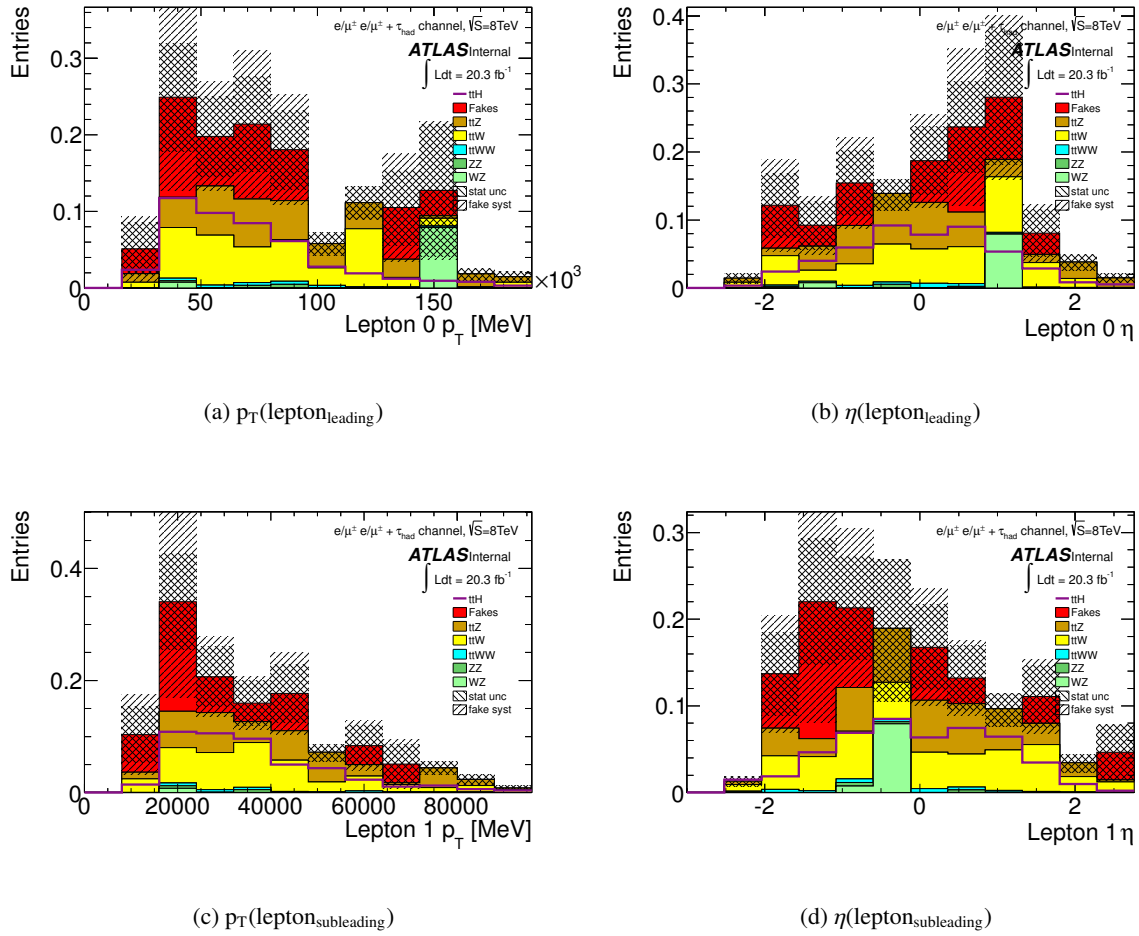 Entries
0.3
0.2
0.1
0
e/μ± e/μ± + τhad channel, √S=8TeV
ATLAS Internal
∫ Ldt = 20.3 fb-1
ttH
Fakes
ttZ
ttW
ttWW
ZZ
WZ
stat unc
fake syst
0 50 100 150 ×10³
Lepton 0 pT [MeV]
(a) pT(leptonleading)
Entries
0.4
0.3
0.2
0.1
0
e/μ± e/μ± + τhad channel, √S=8TeV
ATLAS Internal
∫ Ldt = 20.3 fb-1
ttH
Fakes
ttZ
ttW
ttWW
ZZ
WZ
stat unc
fake syst
-2 0 2
Lepton 0 η
(b) η(leptonleading)
Entries
0.4
0.2
0
e/μ± e/μ± + τhad channel, √S=8TeV
ATLAS Internal
∫ Ldt = 20.3 fb-1
ttH
Fakes
ttZ
ttW
ttWW
ZZ
WZ
stat unc
fake syst
0 20000 40000 60000 80000
Lepton 1 pT [MeV]
(c) pT(leptonsubleading)
Entries
0.3
0.2
0.1
0
e/μ± e/μ± + τhad channel, √S=8TeV
ATLAS Internal
∫ Ldt = 20.3 fb-1
ttH
Fakes
ttZ
ttW
ttWW
ZZ
WZ
stat unc
fake syst
-2 0 2
Lepton 1 η
(d) η(leptonsubleading)